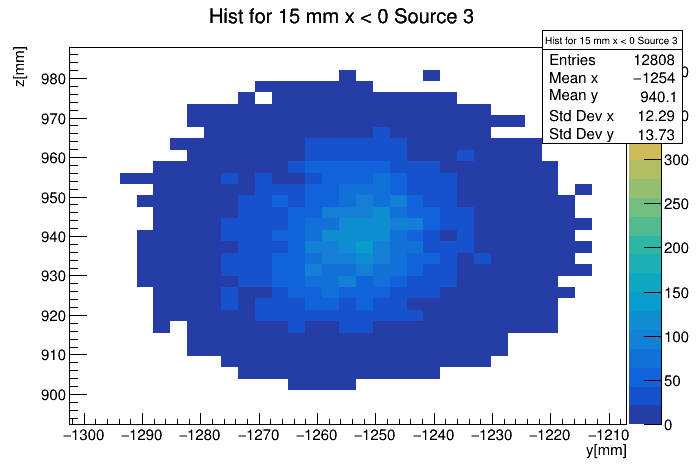 Hist for 15 mm x < 0 Source 3
z[mm]
Hist for 15 mm x < 0 Source 3
Entries 12808
Mean x −1254
Mean y 940.1
Std Dev x 12.29
Std Dev y 13.73
980
970
960
950
940
930
920
910
900
0
0
300
250
200
150
100
50
0
−1300 −1290 −1280 −1270 −1260 −1250 −1240 −1230 −1220 −1210
y[mm]